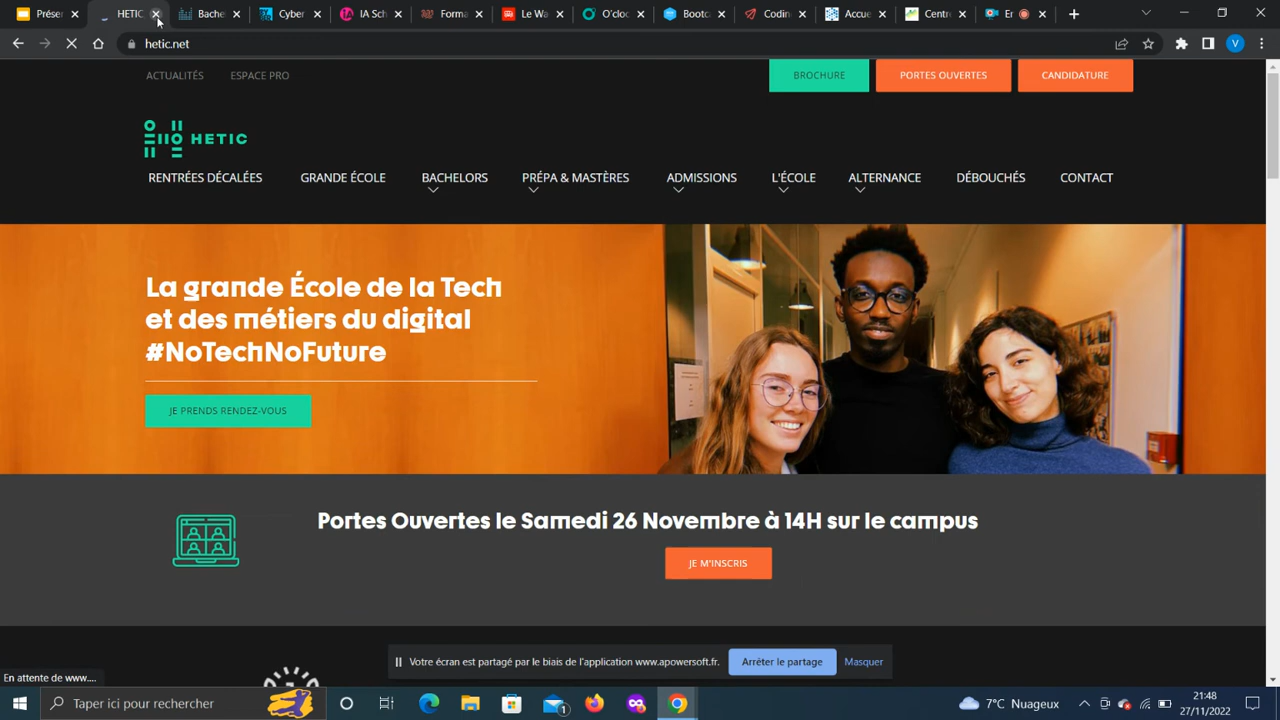 Prései
HETIC
Bache
Cyber
IA Sch
Forma
Le Wa
O'cloc
Bootca
Codin
Accue
Centre
En
hetic.net
V
ACTUALITÉS ESPACE PRO BROCHURE PORTES OUVERTES CANDIDATURE
HETIC
RENTRÉES DÉCALÉES GRANDE ÉCOLE BACHELORS PRÉPA & MASTÈRES ADMISSIONS L'ÉCOLE ALTERNANCE DÉBOUCHÉS CONTACT
La grande École de la Tech
et des métiers du digital
#NoTechNoFuture
JE PRENDS RENDEZ-VOUS
Portes Ouvertes le Samedi 26 Novembre à 14H sur le campus
JE M'INSCRIS
Votre écran est partagé par le biais de l'application www.apowersoft.fr. Arrêter le partage Masquer
En attente de www....
Taper ici pour rechercher
1
7°C Nuageux
21:48
27/11/2022